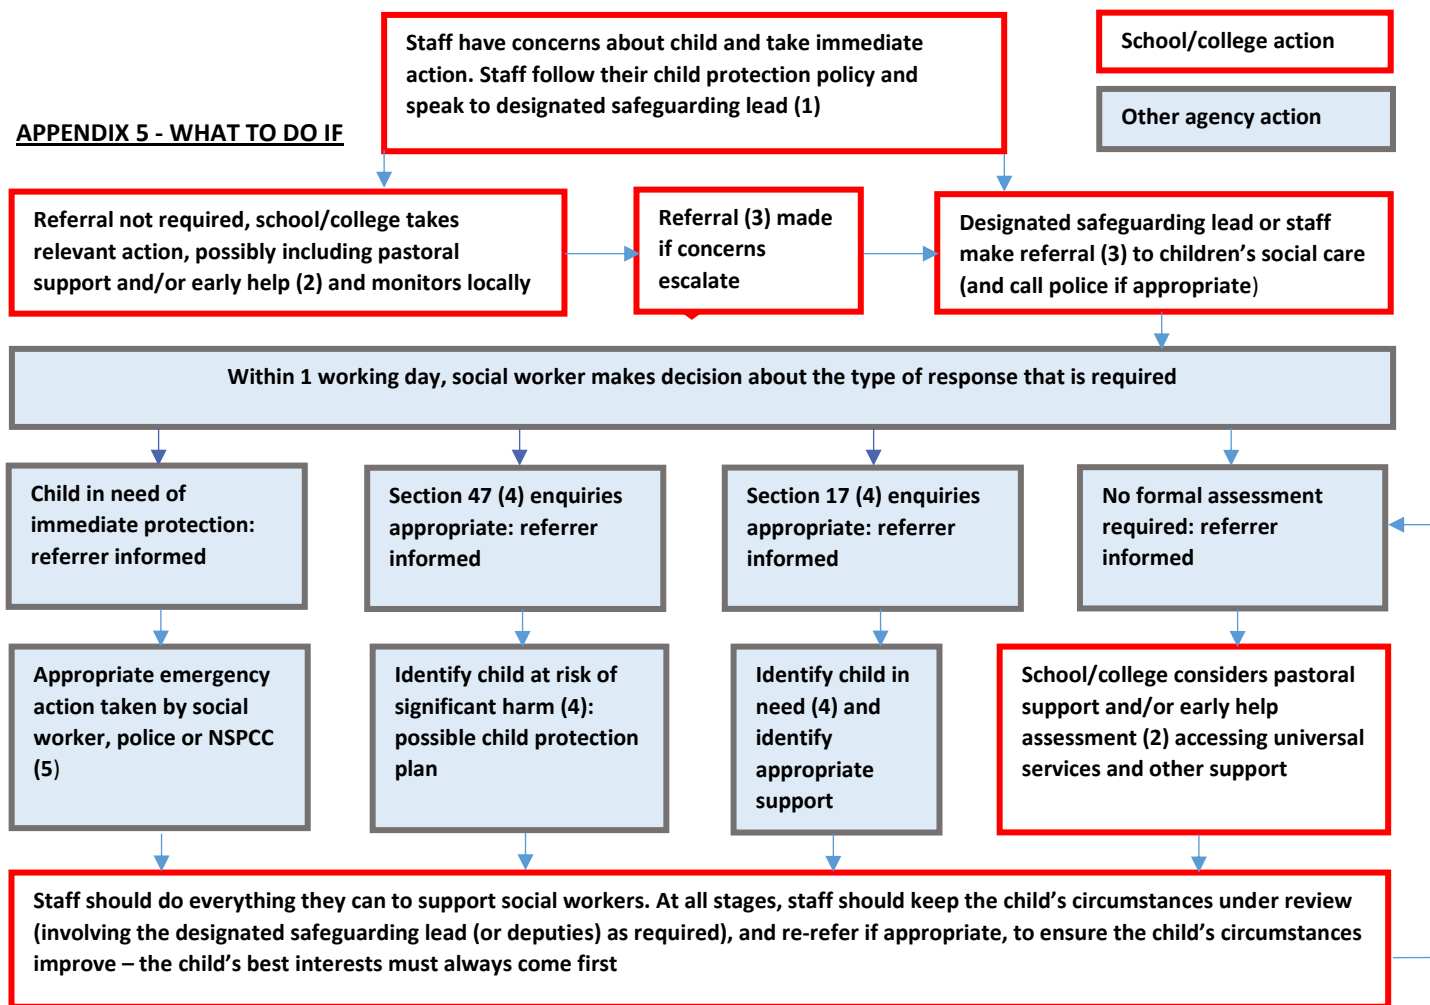 Staff have concerns about child and take immediate
action. Staff follow their child protection policy and
speak to designated safeguarding lead (1)
School/college action
Other agency action
APPENDIX 5 - WHAT TO DO IF
Referral not required, school/college takes
relevant action, possibly including pastoral
support and/or early help (2) and monitors locally
Referral (3) made
if concerns
escalate
Designated safeguarding lead or staff
make referral (3) to children’s social care
(and call police if appropriate)
Within 1 working day, social worker makes decision about the type of response that is required
Child in need of
immediate protection:
referrer informed
Section 47 (4) enquiries
appropriate: referrer
informed
Section 17 (4) enquiries
appropriate: referrer
informed
No formal assessment
required: referrer
informed
Appropriate emergency
action taken by social
worker, police or NSPCC
(5)
Identify child at risk of
significant harm (4):
possible child protection
plan
Identify child in
need (4) and
identify
appropriate
support
School/college considers pastoral
support and/or early help
assessment (2) accessing universal
services and other support
Staff should do everything they can to support social workers. At all stages, staff should keep the child’s circumstances under review
(involving the designated safeguarding lead (or deputies) as required), and re-refer if appropriate, to ensure the child’s circumstances
improve – the child’s best interests must always come first